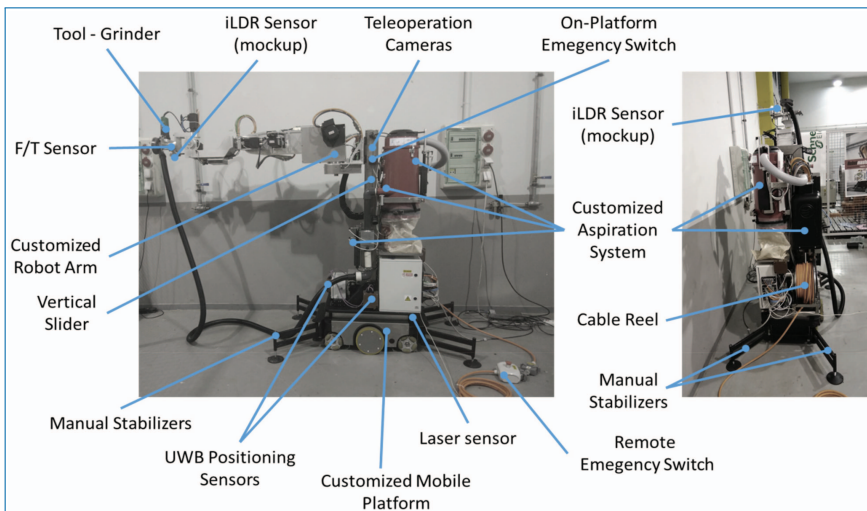 Tool - Grinder
iLDR Sensor
(mockup)
Teleoperation
Cameras
On-Platform
Emegency Switch
F/T Sensor
iLDR Sensor
(mockup)
Customized
Robot Arm
Customized
Aspiration
System
Vertical
Slider
Cable Reel
Manual Stabilizers
Manual
Stabilizers
UWB Positioning
Sensors
Laser sensor
Remote
Emegency Switch
Customized Mobile
Platform